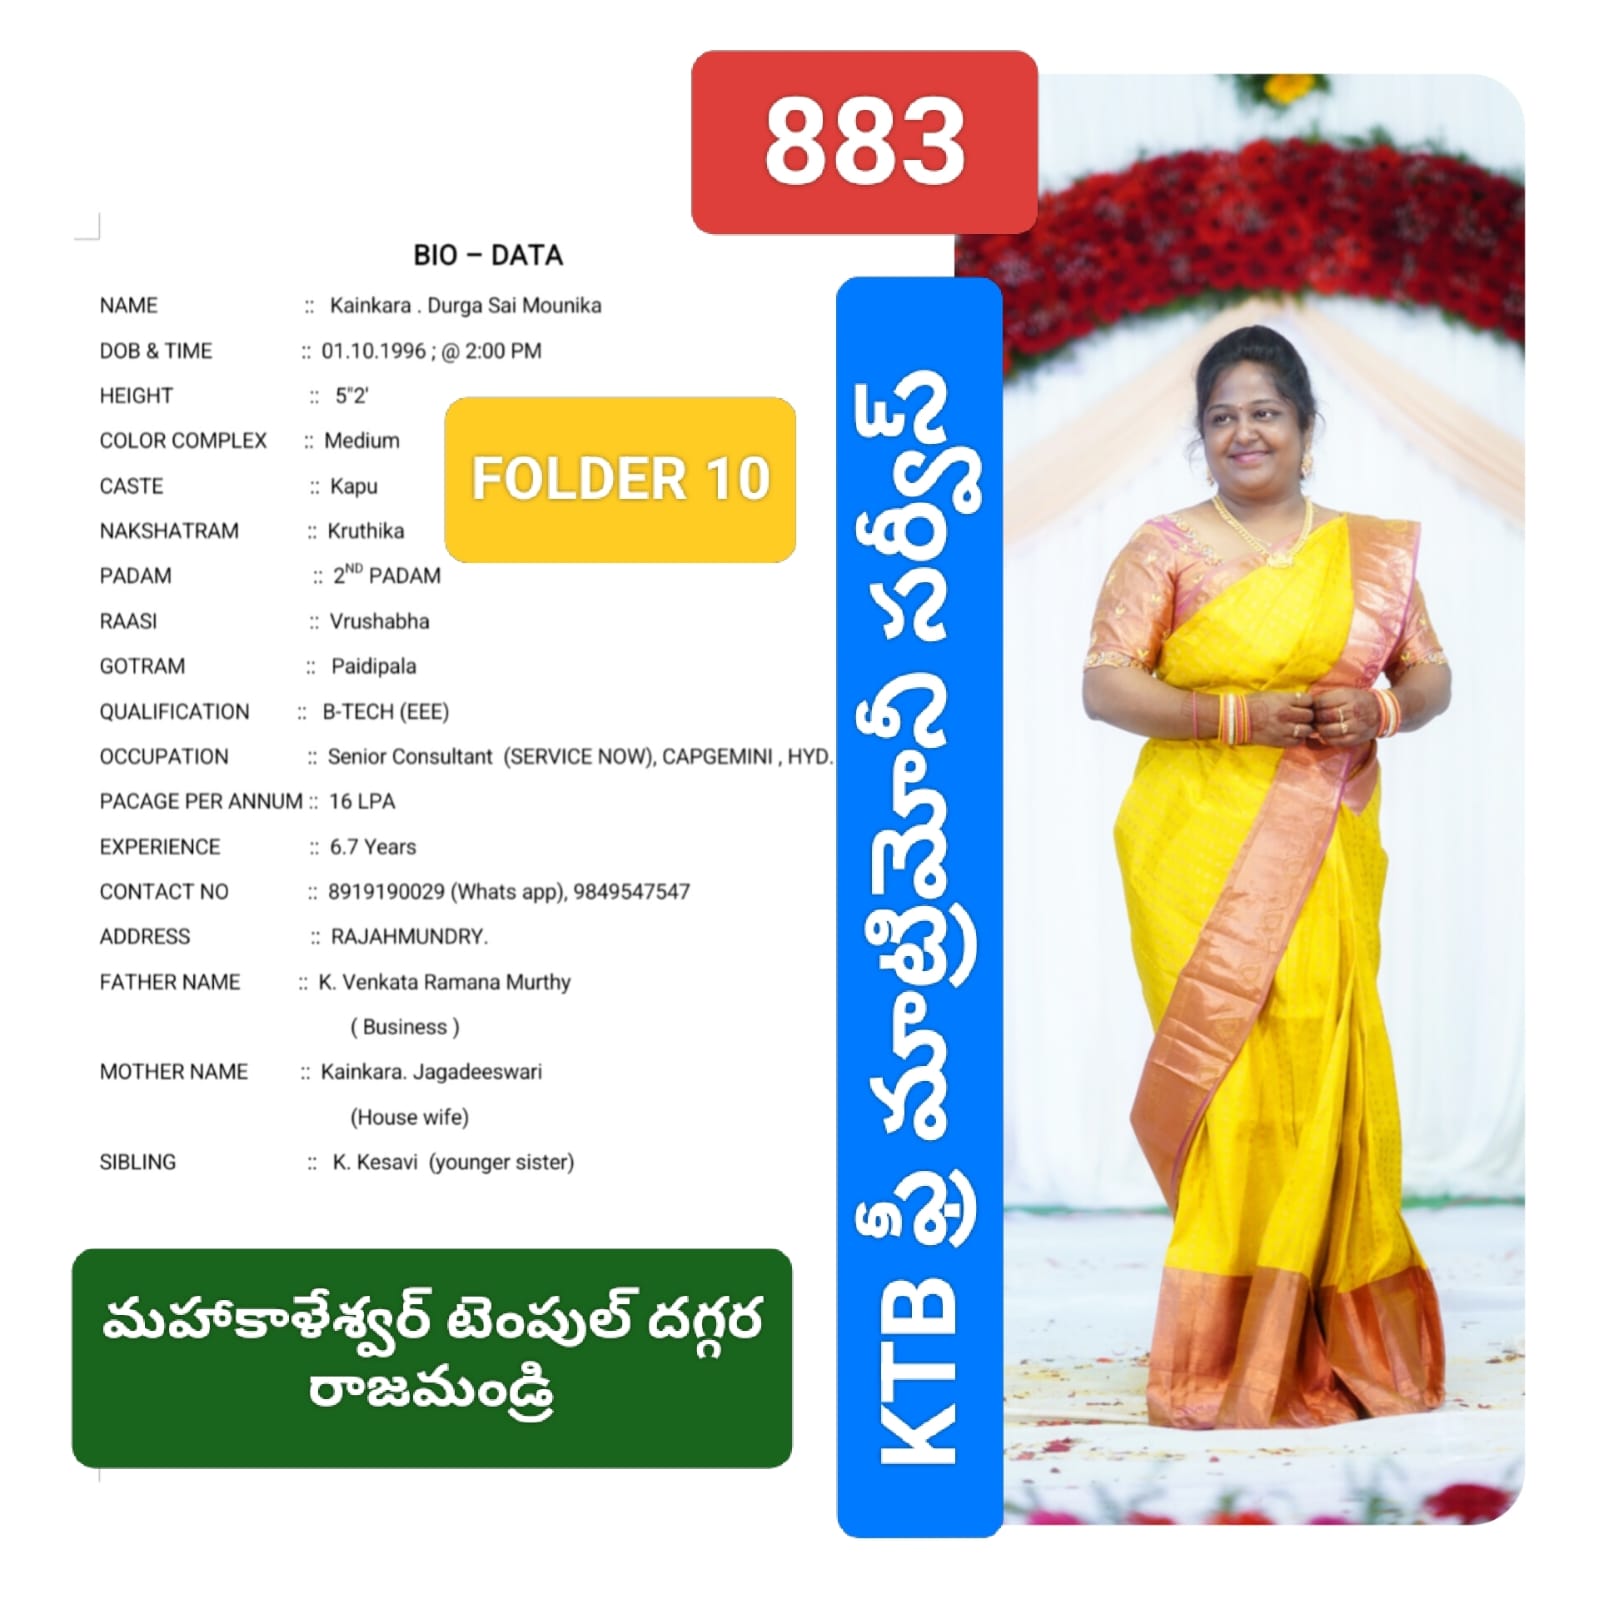 883
BIO – DATA
NAME :: Kainkara . Durga Sai Mounika
DOB & TIME :: 01.10.1996 ; @ 2:00 PM
HEIGHT :: 5"2'
COLOR COMPLEX :: Medium
CASTE :: Kapu
NAKSHATRAM :: Kruthika
PADAM :: 2ND PADAM
RAASI :: Vrushabha
GOTRAM :: Paidipala
QUALIFICATION :: B-TECH (EEE)
OCCUPATION :: Senior Consultant (SERVICE NOW), CAPGEMINI , HYD.
PACAGE PER ANNUM :: 16 LPA
EXPERIENCE :: 6.7 Years
CONTACT NO :: 8919190029 (Whats app), 9849547547
ADDRESS :: RAJAHMUNDRY.
FATHER NAME :: K. Venkata Ramana Murthy
( Business )
MOTHER NAME :: Kainkara. Jagadeeswari
(House wife)
SIBLING :: K. Kesavi (younger sister)
FOLDER 10
KTB ఫ్రీ మాట్రిమోనీ సర్వీస్
మహాకాళేశ్వర్ టెంపుల్ దగ్గర
రాజమండ్రి